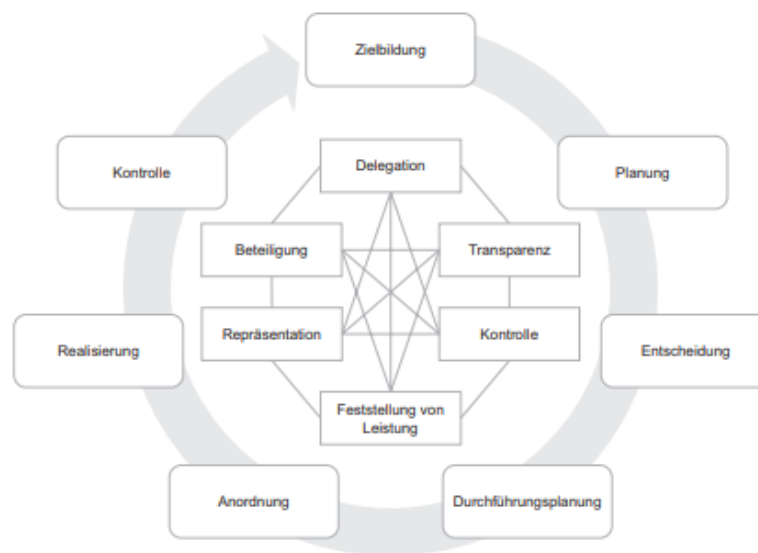 Zielbildung
Kontrolle
Delegation
Planung
Beteiligung
Transparenz
Realisierung
Repräsentation
Kontrolle
Entscheidung
Feststellung von
Leistung
Anordnung
Durchführungsplanung